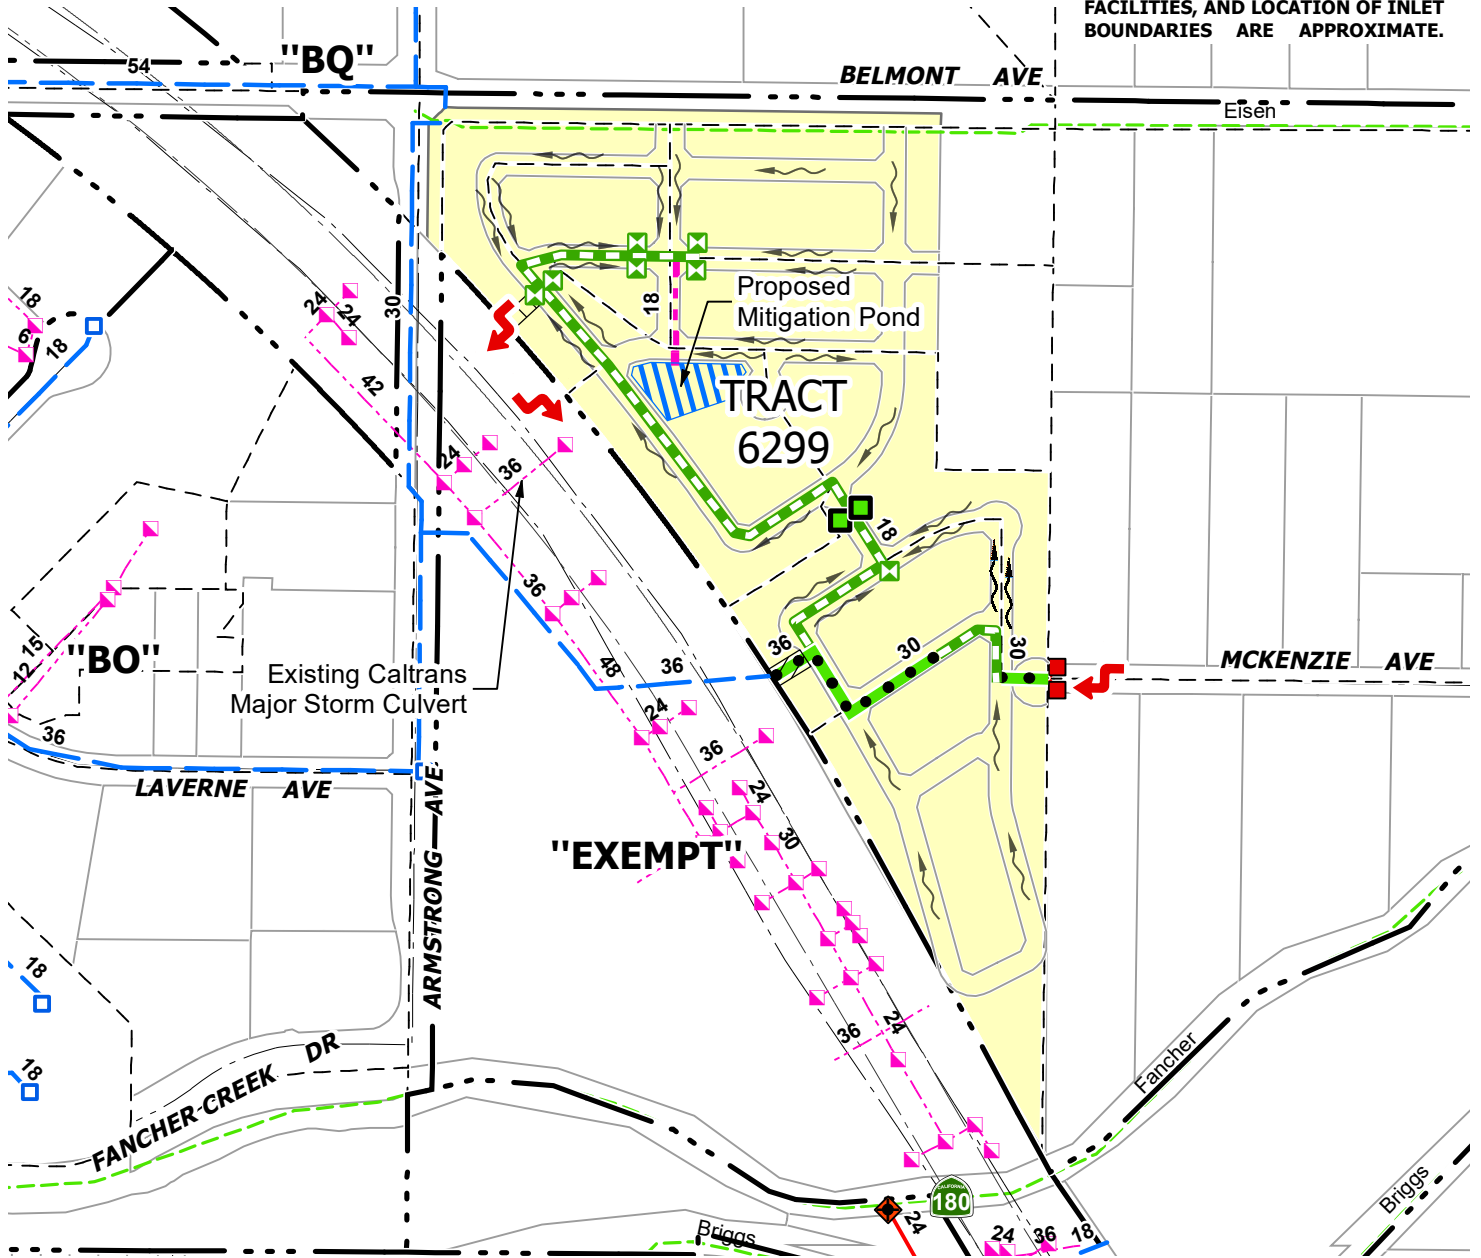 FACILITIES, AND LOCATION OF INLET
BOUNDARIES ARE APPROXIMATE.
"BQ"
54
BELMONT AVE
Eisen
30
18
6
18
24
24
42
18
Proposed
Mitigation Pond
TRACT
6299
24
36
18
36
"BO"
15
12
36
Existing Caltrans
Major Storm Culvert
48
36
36
30
30
MCKENZIE AVE
24
36
24
30
LAVERNE AVE
ARMSTRONG AVE
"EXEMPT"
18
18
24
36
FANCHER CREEK DR
Fancher
CALIFORNIA
180
24
Briggs
Briggs
24
36
18